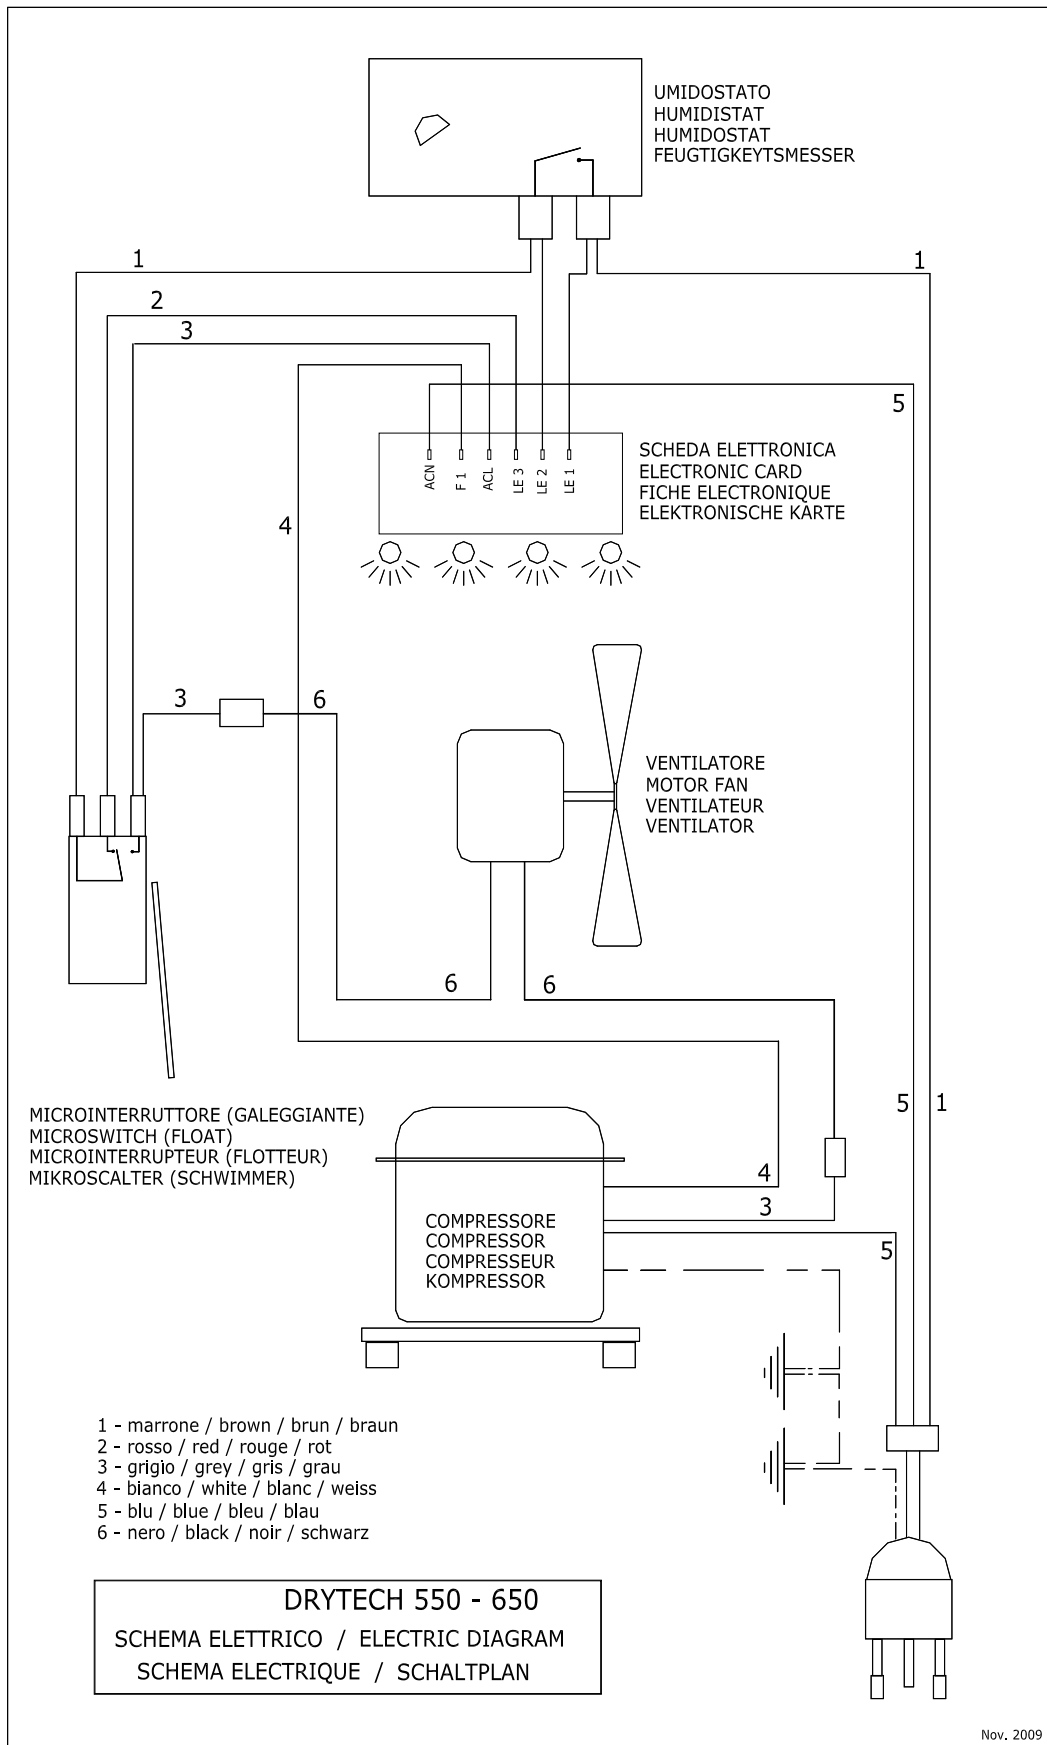 UMIDOSTATO
HUMIDISTAT
HUMIDOSTAT
FEUGTIGKEYTSMESSER
1
1
2
3
5
ACN
F 1
ACL
LE 3
LE 2
LE 1
SCHEDA ELETTRONICA
ELECTRONIC CARD
FICHE ELECTRONIQUE
ELEKTRONISCHE KARTE
4
3
6
VENTILATORE
MOTOR FAN
VENTILATEUR
VENTILATOR
6
6
MICROINTERRUTTORE (GALEGGIANTE)
MICROSWITCH (FLOAT)
MICROINTERRUPTEUR (FLOTTEUR)
MIKROSCALTER (SCHWIMMER)
5
1
4
3
5
COMPRESSORE
COMPRESSOR
COMPRESSEUR
KOMPRESSOR
1 - marrone / brown / brun / braun
2 - rosso / red / rouge / rot
3 - grigio / grey / gris / grau
4 - bianco / white / blanc / weiss
5 - blu / blue / bleu / blau
6 - nero / black / noir / schwarz
DRYTECH 550 - 650
SCHEMA ELETTRICO / ELECTRIC DIAGRAM
SCHEMA ELECTRIQUE / SCHALTPLAN
Nov. 2009